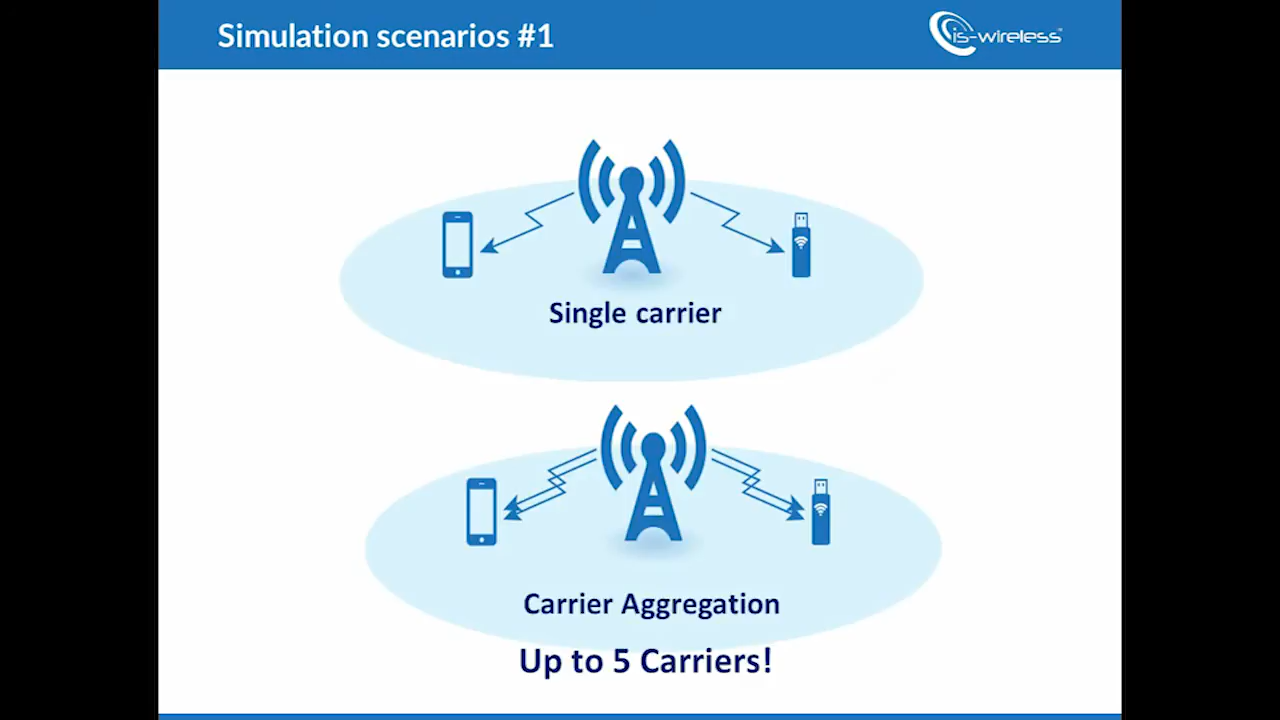 Simulation scenarios #1
is-wireless
Single carrier
Carrier Aggregation
Up to 5 Carriers!